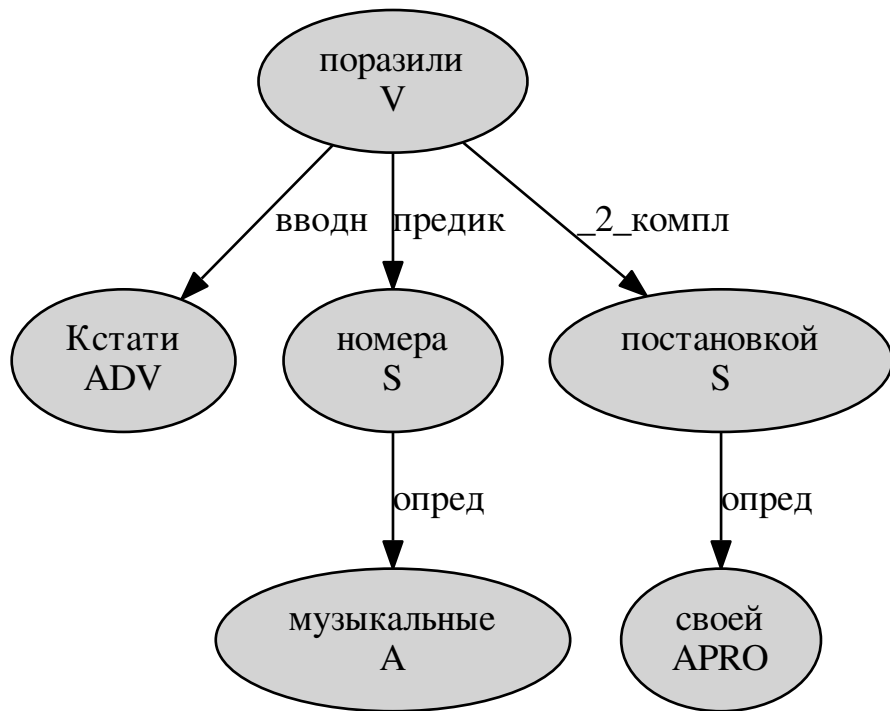 поразили
V
вводн
предик
_2_компл
Кстати
ADV
номера
S
постановкой
S
опред
опред
музыкальные
A
своей
APRO